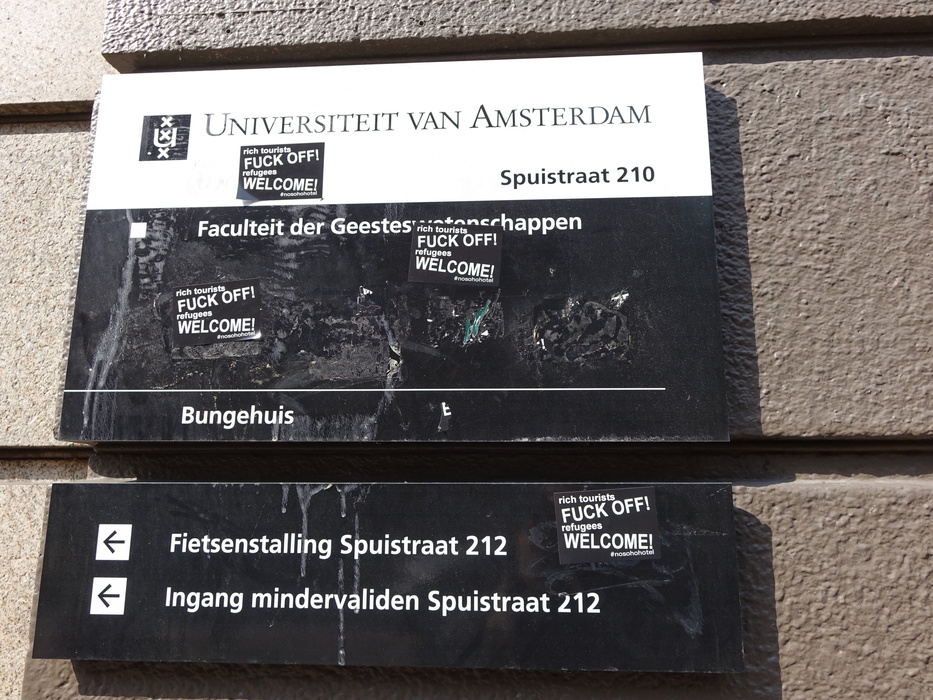 UNIVERSITEIT VAN AMSTERDAM
rich tourists
FUCK OFF!
refugees
WELCOME!
#nosohohotel
Spuistraat 210
Faculteit der Geesteswetenschappen
rich tourists
FUCK OFF!
refugees
WELCOME!
#nosohohotel
rich tourists
FUCK OFF!
refugees
WELCOME!
#nosohohotel
Bungehuis
E
rich tourists
FUCK OFF!
refugees
WELCOME!
#nosohohotel
Fietsenstalling Spuistraat 212
Ingang mindervaliden Spuistraat 212